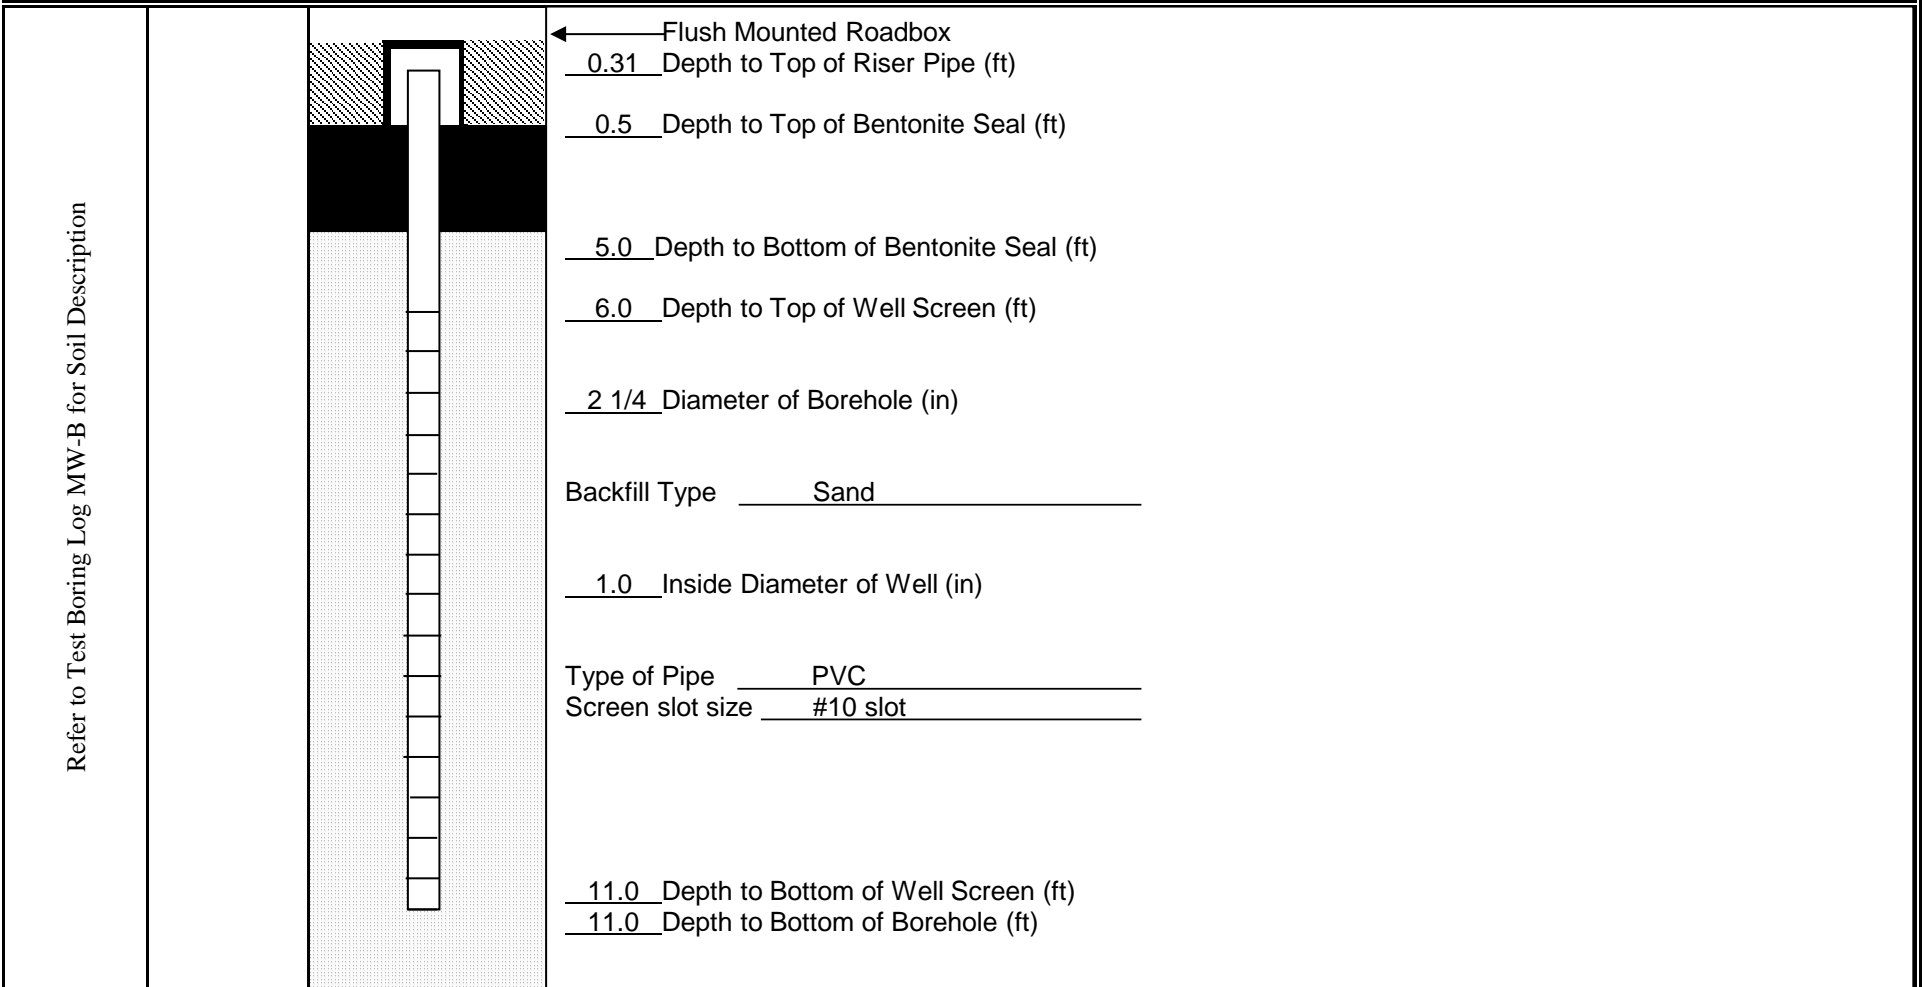 Refer to Test Boring Log MW-B for Soil Description
Flush Mounted Roadbox
0.31 Depth to Top of Riser Pipe (ft)
0.5 Depth to Top of Bentonite Seal (ft)
5.0 Depth to Bottom of Bentonite Seal (ft)
6.0 Depth to Top of Well Screen (ft)
2 1/4 Diameter of Borehole (in)
Backfill Type Sand
1.0 Inside Diameter of Well (in)
Type of Pipe PVC
Screen slot size #10 slot
11.0 Depth to Bottom of Well Screen (ft)
11.0 Depth to Bottom of Borehole (ft)